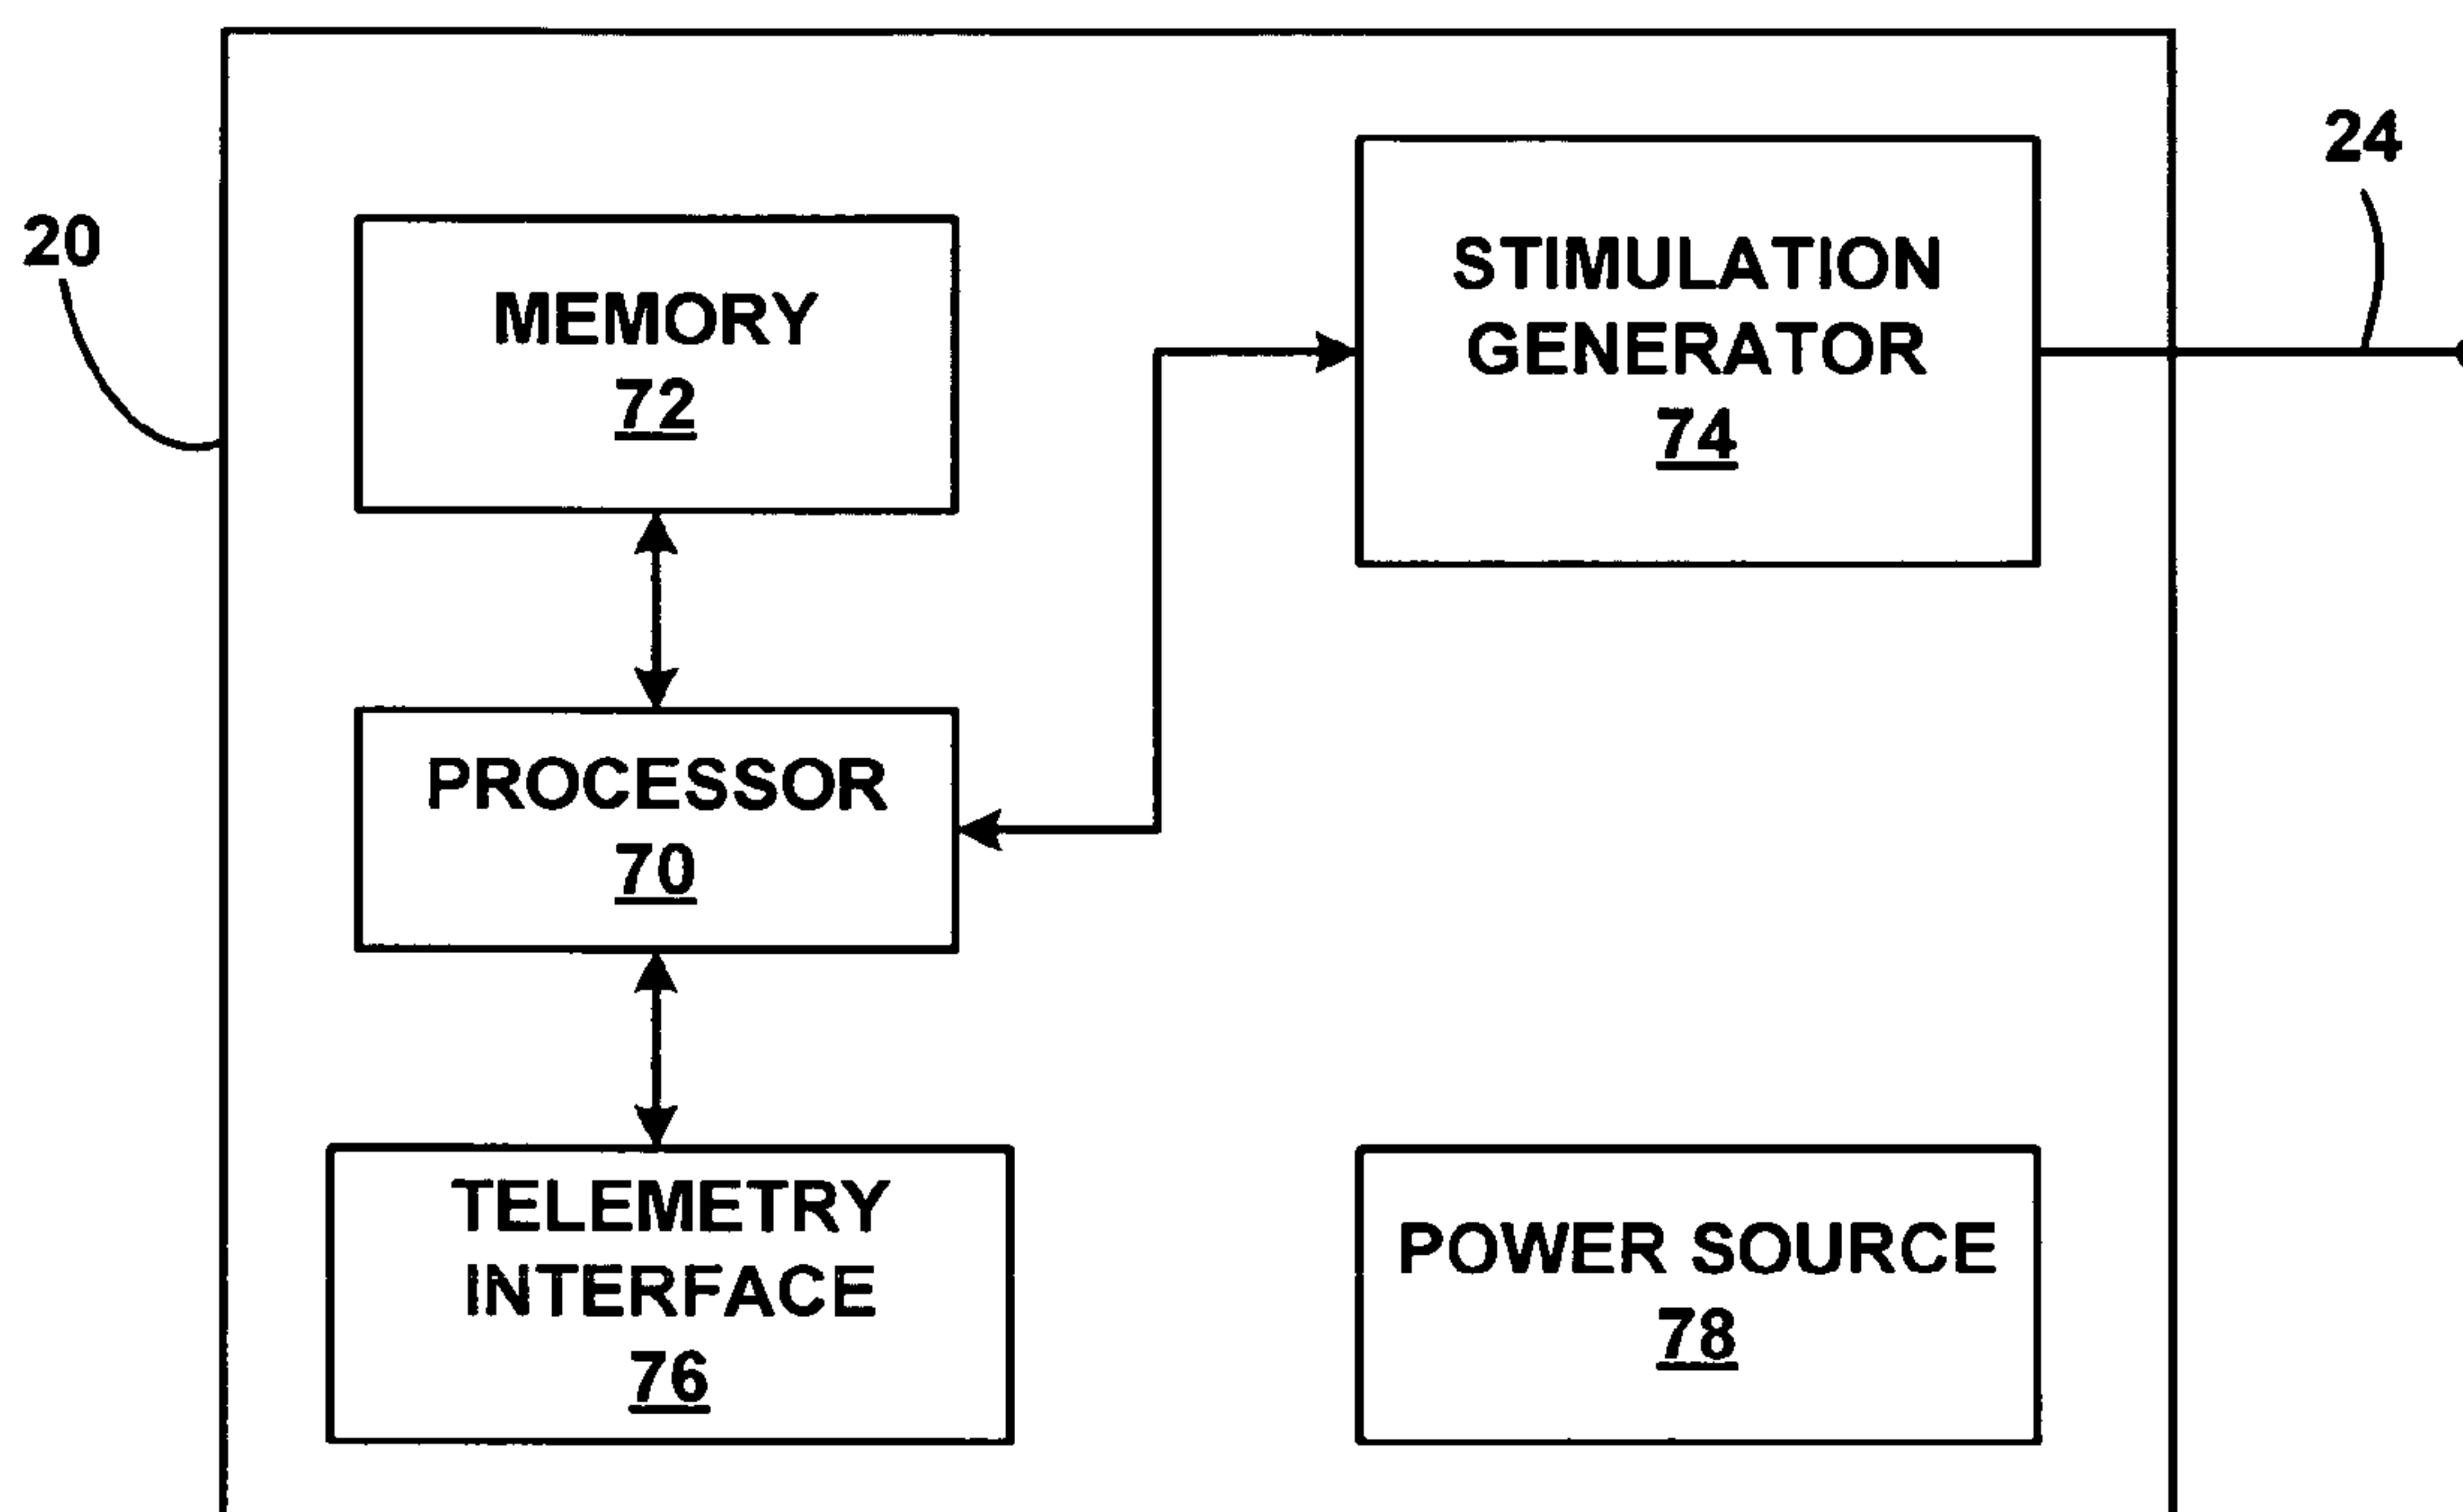 24
20
MEMORY
72
STIMULATION
GENERATOR
74
PROCESSOR
70
TELEMETRY
INTERFACE
76
POWER SOURCE
78